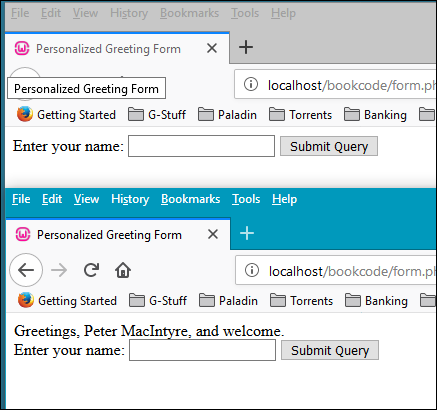 File Edit View History Bookmarks Tools Help
Personalized Greeting Form
localhost/bookcode/form.ph
Personalized Greeting Form
Getting Started G-Stuff Paladin Torrents Banking
Enter your name: Submit Query
File Edit View History Bookmarks Tools Help
Personalized Greeting Form
localhost/bookcode/form.ph
Getting Started G-Stuff Paladin Torrents Banking
Greetings, Peter MacIntyre, and welcome.
Enter your name: Submit Query